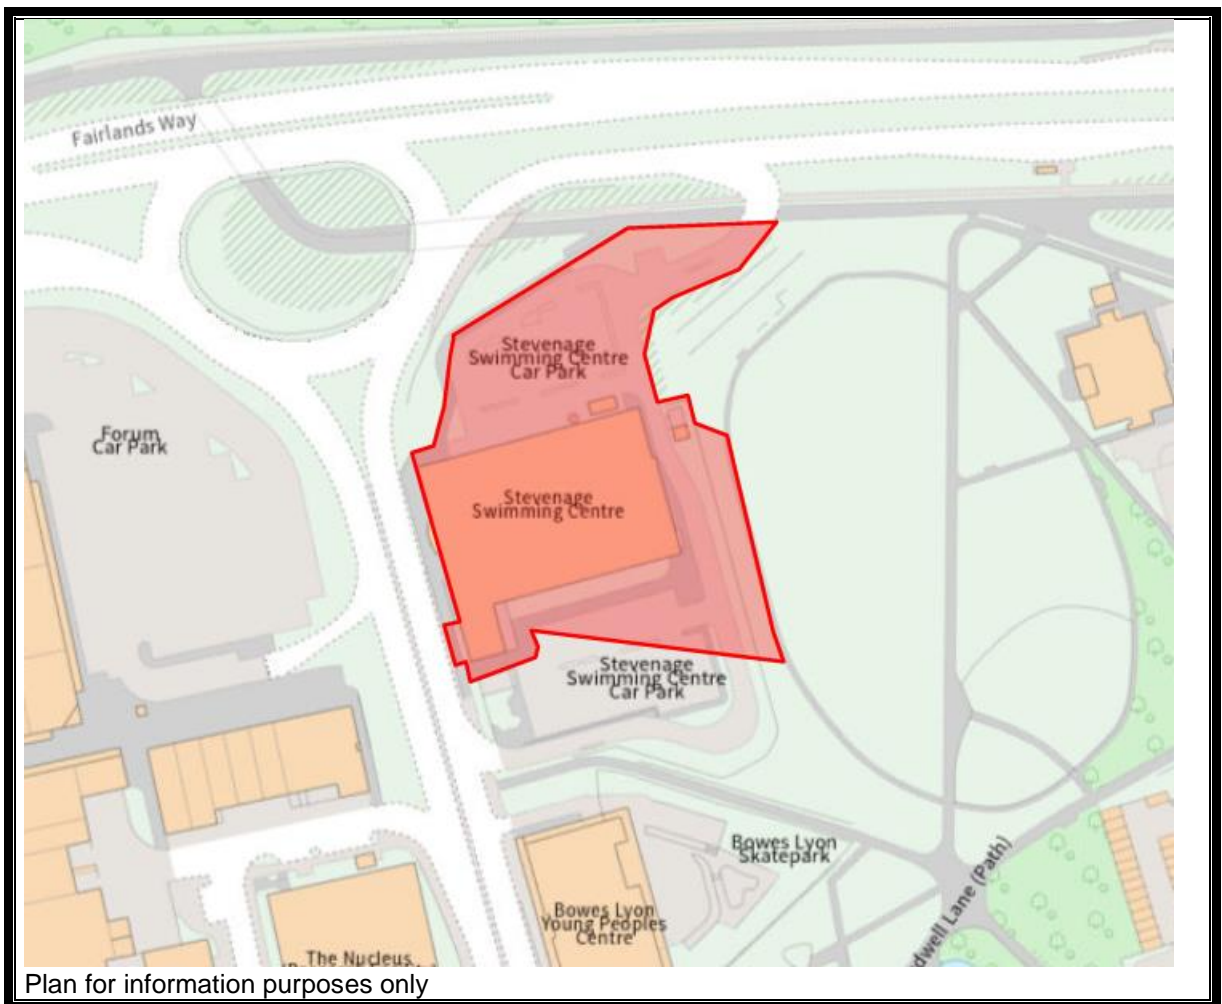 Fairlands Way
Stevenage
Swimming Centre
Car Park
Forum
Car Park
Stevenage
Swimming Centre
Stevenage
Swimming Centre
Car Park
Bowes Lyon
Skatepark
dwell Lane (Path)
Bowes Lyon
Young Peoples
Centre
The Nucleus
Plan for information purposes only